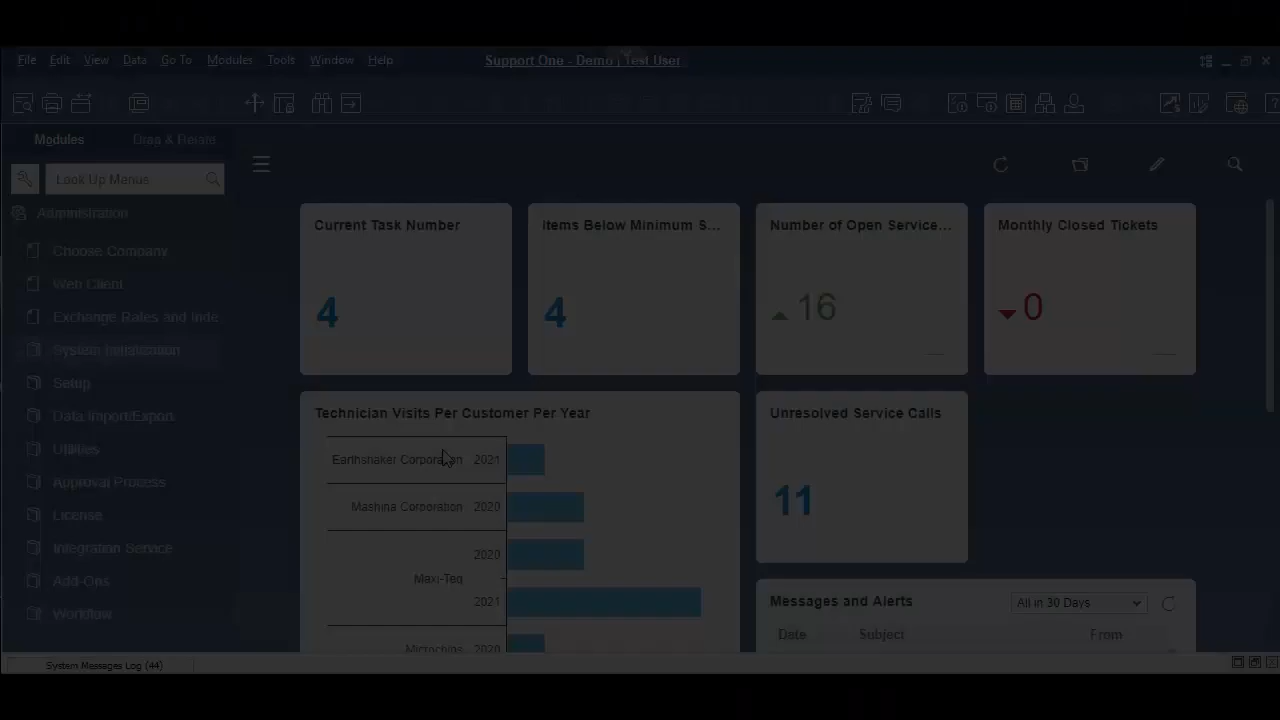 File Edit View Data Go To Modules Tools Window Help
Support One - Demo | Test User
Modules Drag & Relate
Look Up Menus
Administration
Choose Company
Web Client
Exchange Rates and Inde
System Initialization
Setup
Data Import/Export
Utilities
Approval Process
License
Integration Service
Add-Ons
Workflow
Current Task Number
4
Items Below Minimum S...
4
Number of Open Service...
16
Monthly Closed Tickets
0
Technician Visits Per Customer Per Year
Earthshaker Corporation 2021
Mashina Corporation 2020
2020
Maxi-Teq
2021
Microchips 2020
Unresolved Service Calls
11
Messages and Alerts All in 30 Days
Date Subject From
System Messages Log (44)